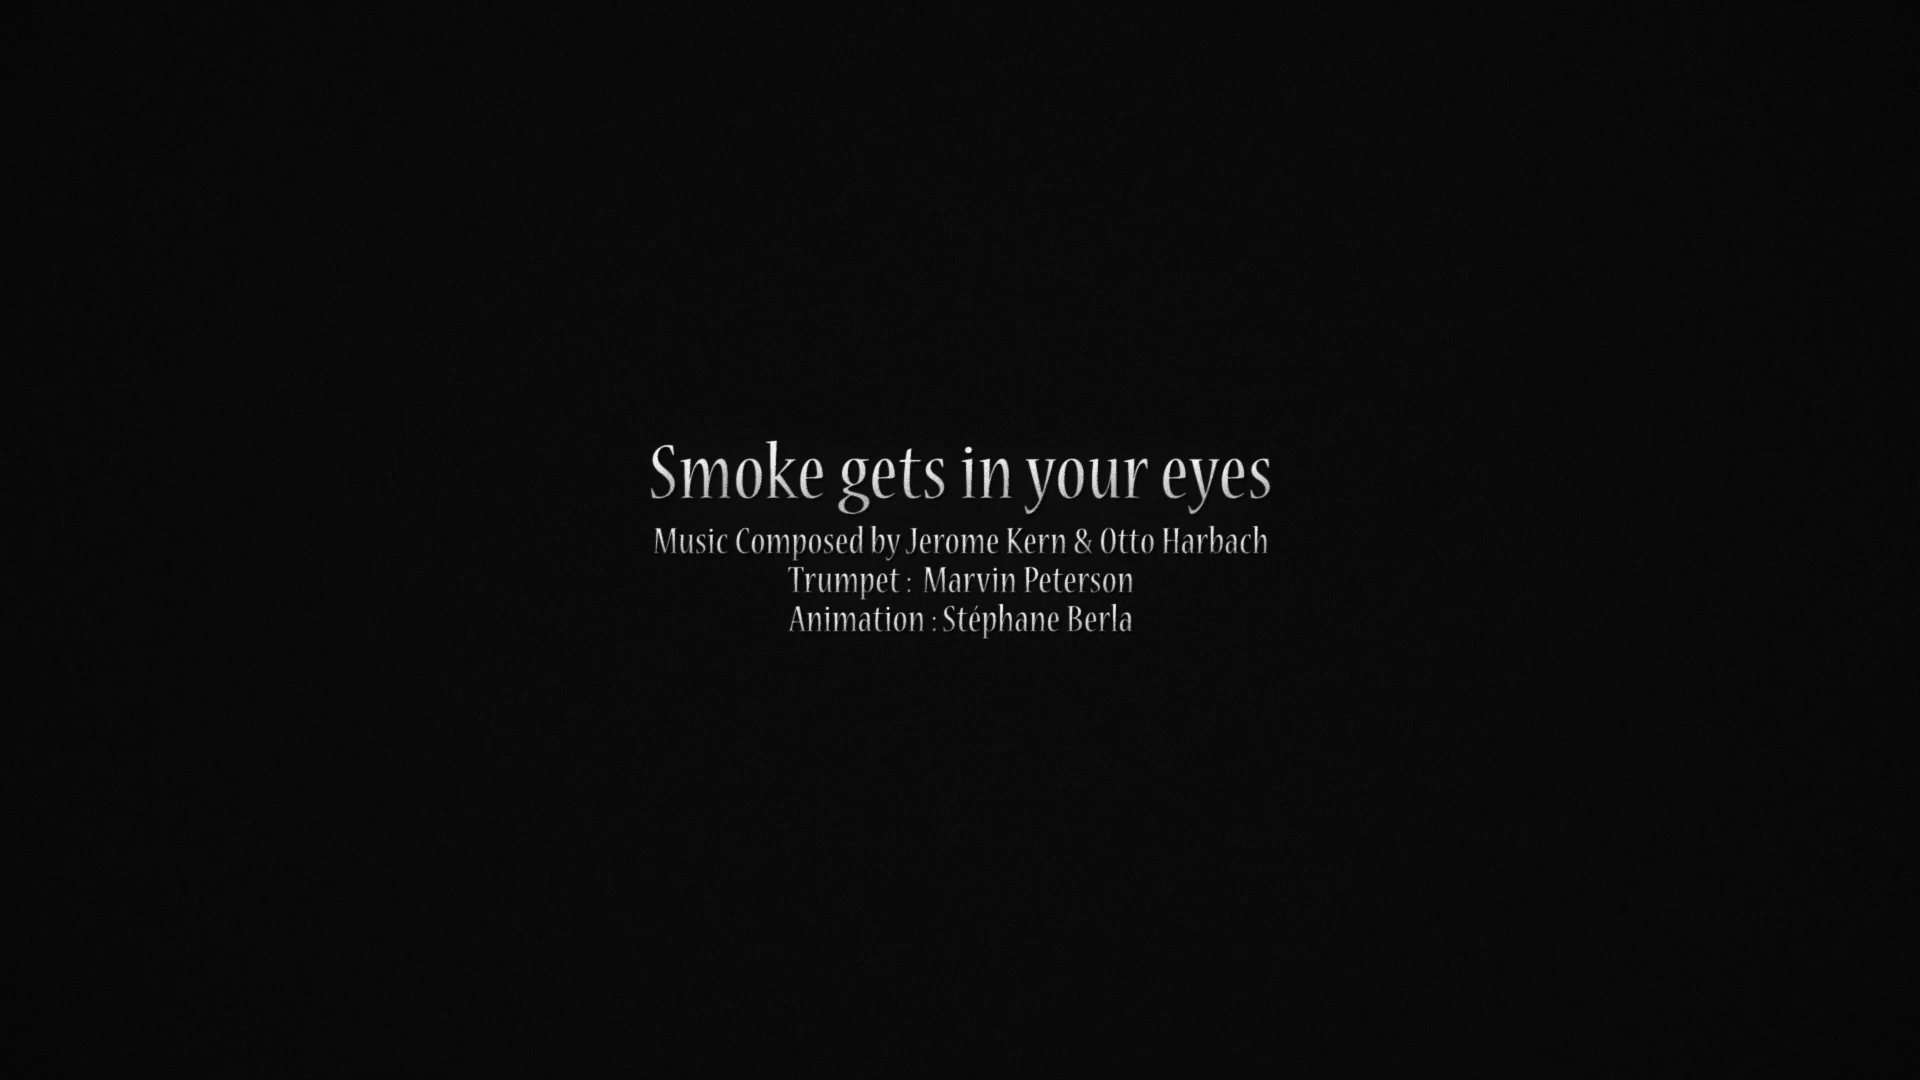 Smoke gets in your eyes
Music Composed by Jerome Kern & Otto Harbach
Trumpet : Marvin Peterson
Animation : Stéphane Berla